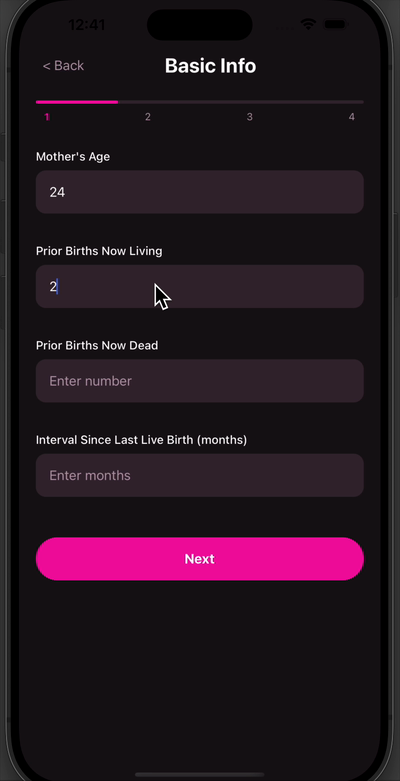 12:41
< Back
Basic Info
1 2 3 4
Mother's Age
24
Prior Births Now Living
2
Prior Births Now Dead
Enter number
Interval Since Last Live Birth (months)
Enter months
Next